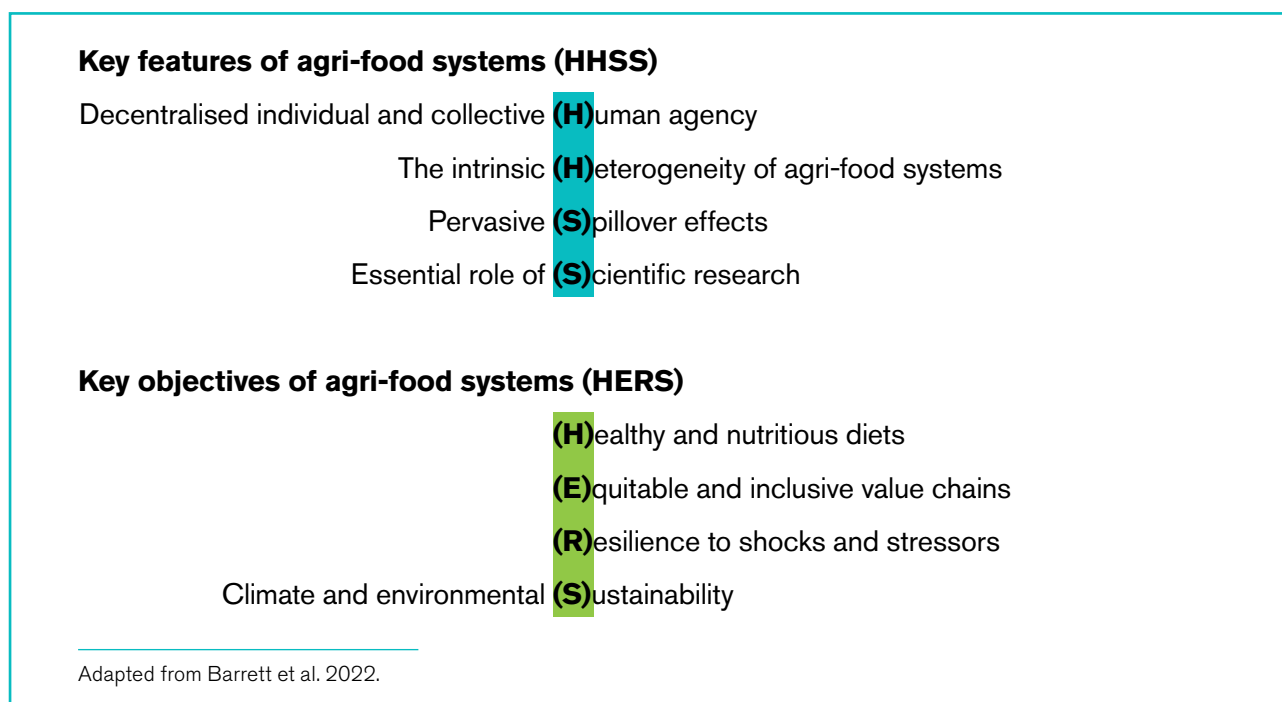 Key features of agri-food systems (HHSS)
Decentralised individual and collective (H)uman agency
The intrinsic (H)eterogeneity of agri-food systems
Pervasive (S)pillover effects
Essential role of (S)cientific research
Key objectives of agri-food systems (HERS)
(H)ealthy and nutritious diets
(E)quitable and inclusive value chains
(R)esilience to shocks and stressors
Climate and environmental (S)ustainability
Adapted from Barrett et al. 2022.